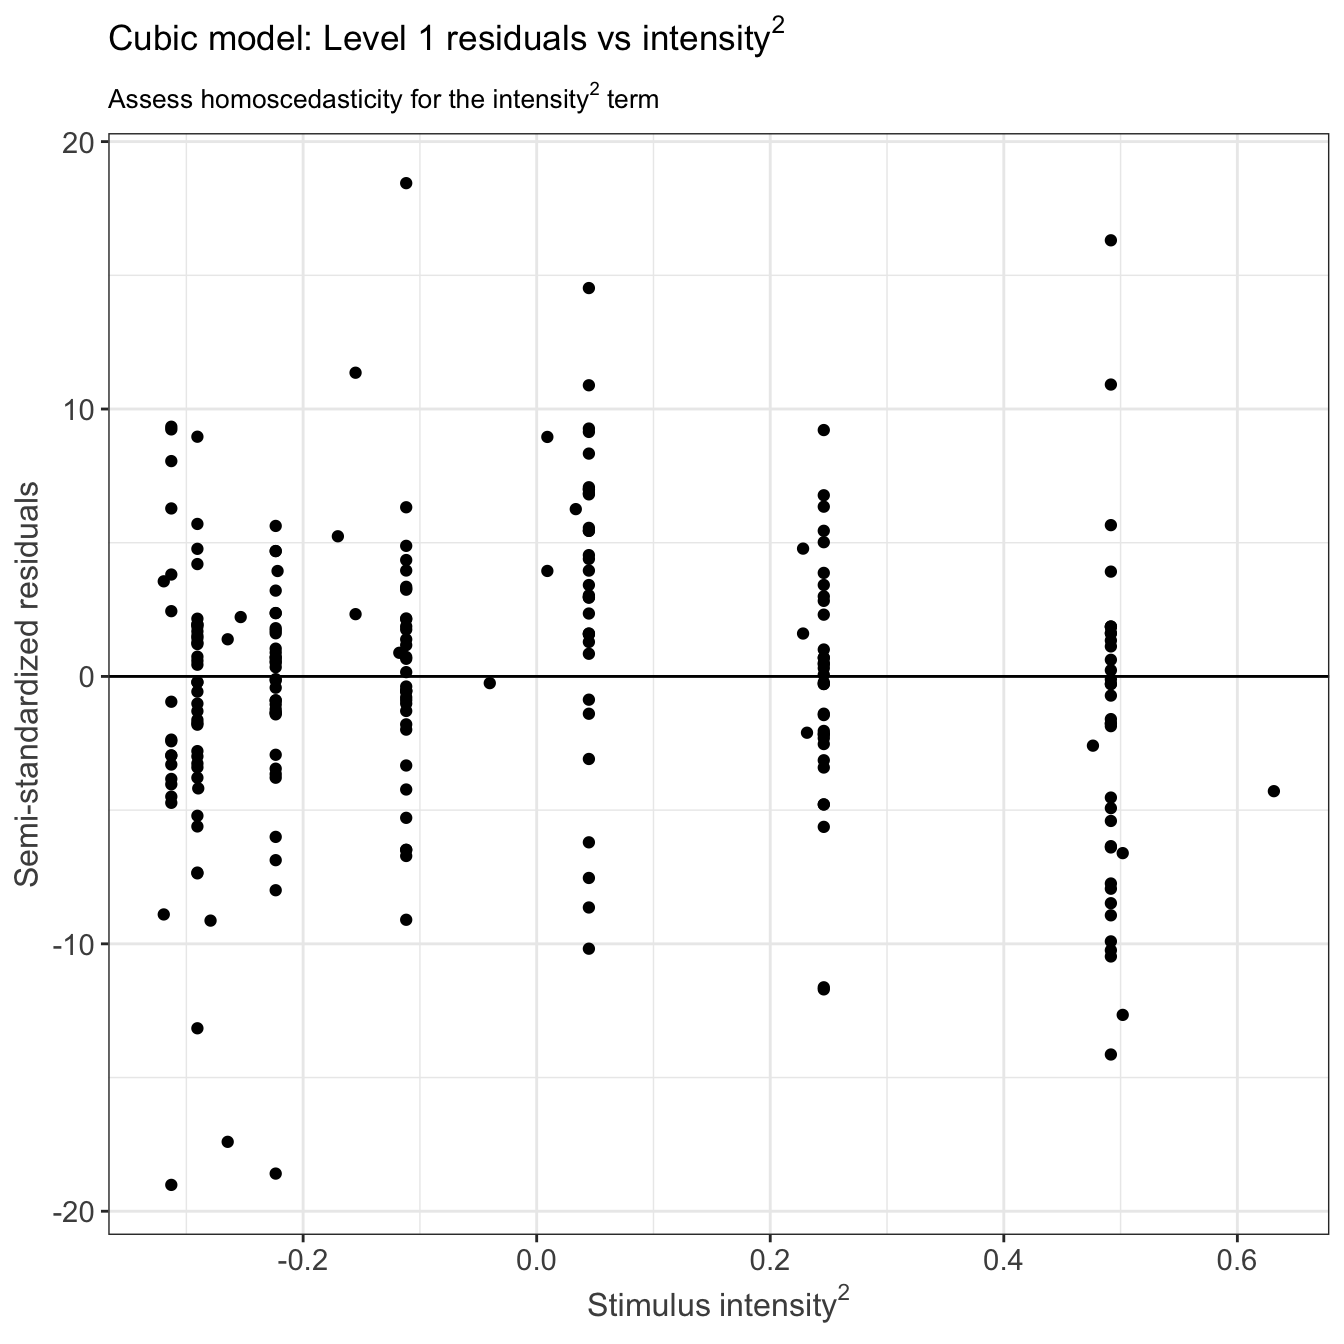 Cubic model: Level 1 residuals vs intensity²
Assess homoscedasticity for the intensity² term
20
10
0
-10
-20
Semi-standardized residuals
-0.2 0.0 0.2 0.4 0.6
Stimulus intensity²